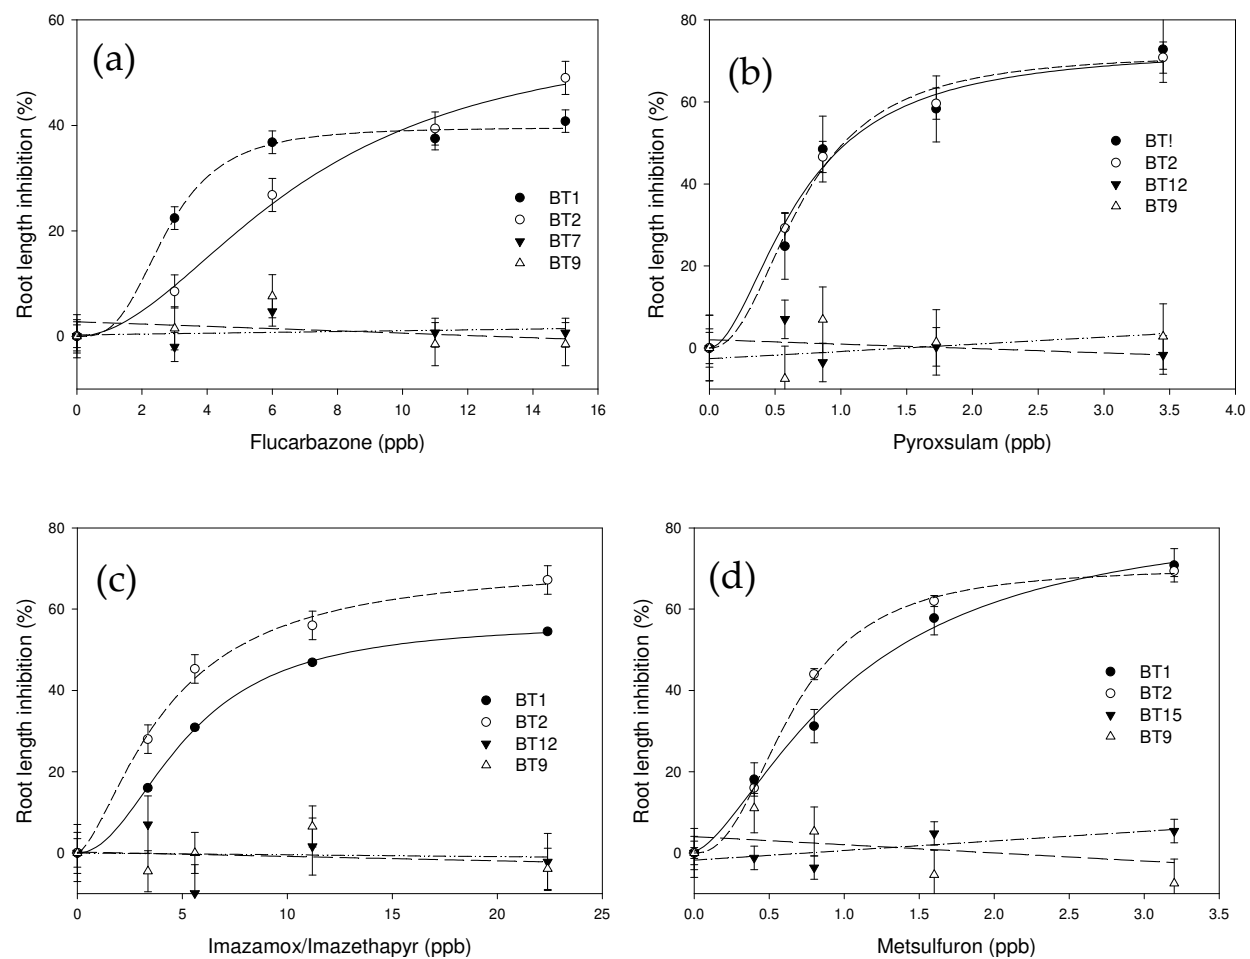 (a)
Root length inhibition (%)
60
40
20
0
BT1
BT2
BT7
BT9
0 2 4 6 8 10 12 14 16
Flucarbazone (ppb)
(b)
Root length inhibition (%)
80
60
40
20
0
BT!
BT2
BT12
BT9
0.0 0.5 1.0 1.5 2.0 2.5 3.0 3.5 4.0
Pyroxsulam (ppb)
(c)
Root length inhibition (%)
80
60
40
20
0
BT1
BT2
BT12
BT9
0 5 10 15 20 25
Imazamox/Imazethapyr (ppb)
(d)
Root length inhibition (%)
80
60
40
20
0
BT1
BT2
BT15
BT9
0.0 0.5 1.0 1.5 2.0 2.5 3.0 3.5
Metsulfuron (ppb)